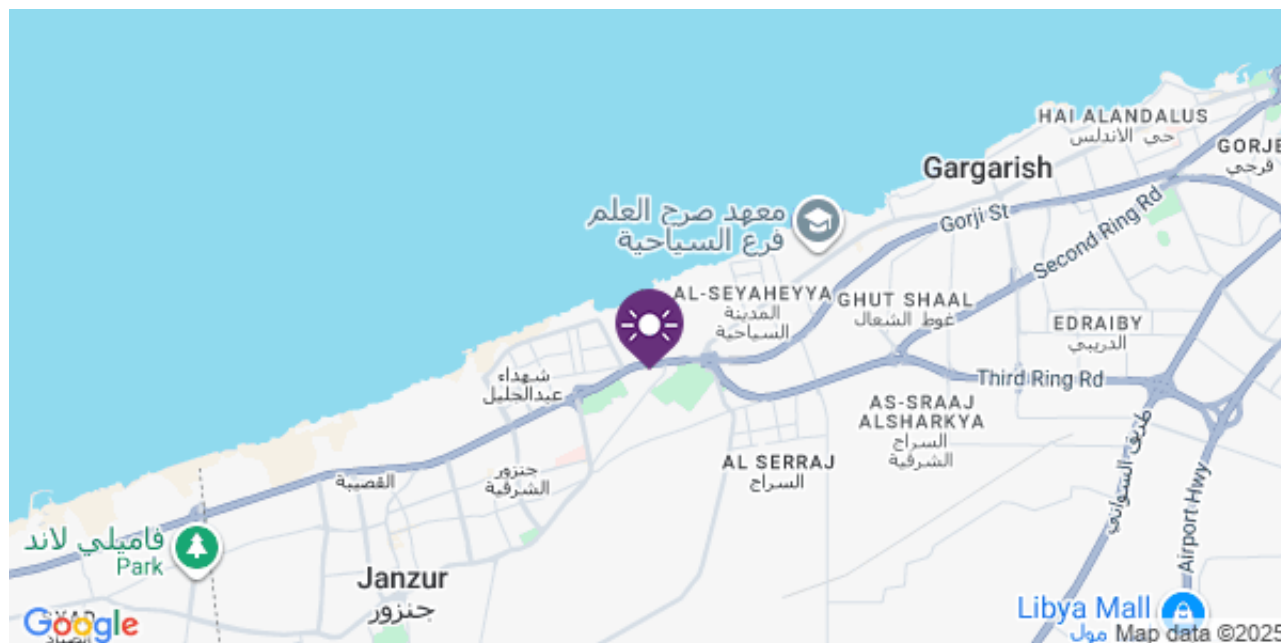 HAI ALANDALUS
حي الاندلس
GORJE
قرجي
Gargarish
معهد صرح العلم
فرع السياحية
Gorji St
Second Ring Rd
AL-SEYAHEYYA
المدينة
السياحية
GHUT SHAAL
غوط الشعال
EDRAIBY
الدريبي
شهداء
عبدالجليل
Third Ring Rd
AS-SRAAJ
ALSHARKYA
السراج
الشرقية
AL SERRAJ
السراج
جنزور
الشرقية
القصيبة
طريق السواني
Airport Hwy
فاميلي لاند
Park
Janzur
جنزور
Libya Mall
مول
Google
Map data ©2025